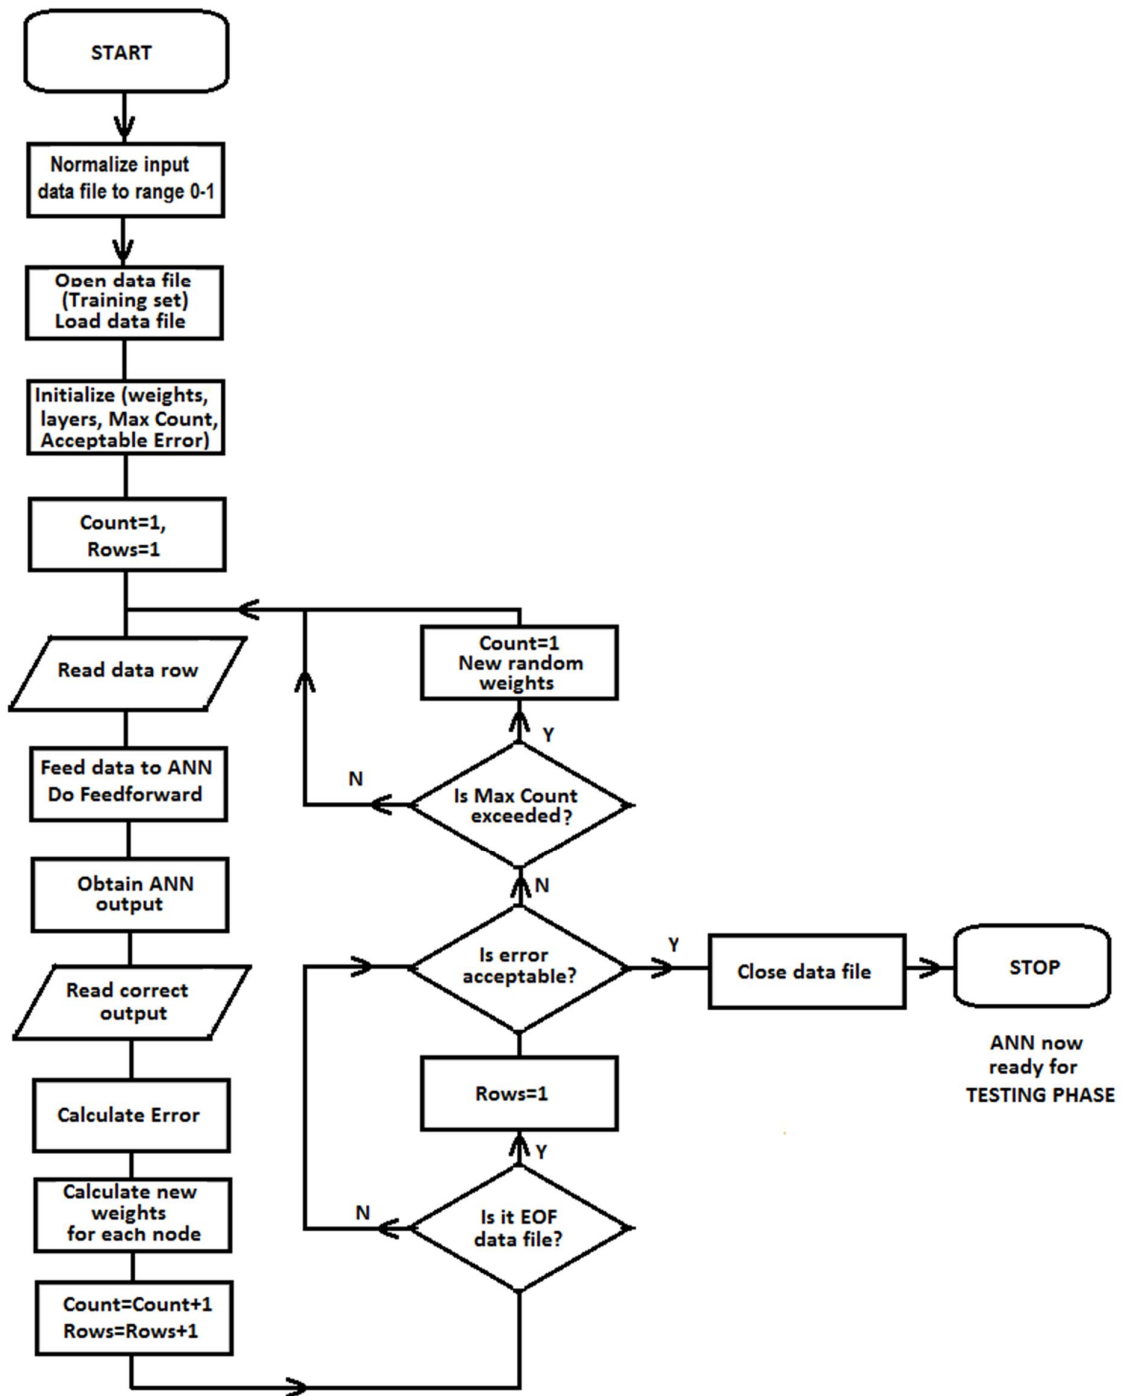 START
Normalize input
data file to range 0-1
Open data file
(Training set)
Load data file
Initialize (weights,
layers, Max Count,
Acceptable Error)
Count=1,
Rows=1
Read data row
Feed data to ANN
Do Feedforward
Obtain ANN
output
Read correct
output
Calculate Error
Calculate new
weights
for each node
Count=Count+1
Rows=Rows+1
Count=1
New random
weights
Y
N
Is Max Count
exceeded?
N
Is error
acceptable?
Y
Close data file
STOP
ANN now
ready for
TESTING PHASE
Rows=1
Y
N
Is it EOF
data file?